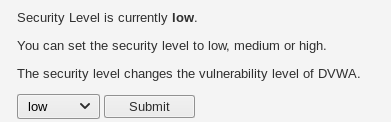 Security Level is currently low.
You can set the security level to low, medium or high.
The security level changes the vulnerability level of DVWA.
low Submit